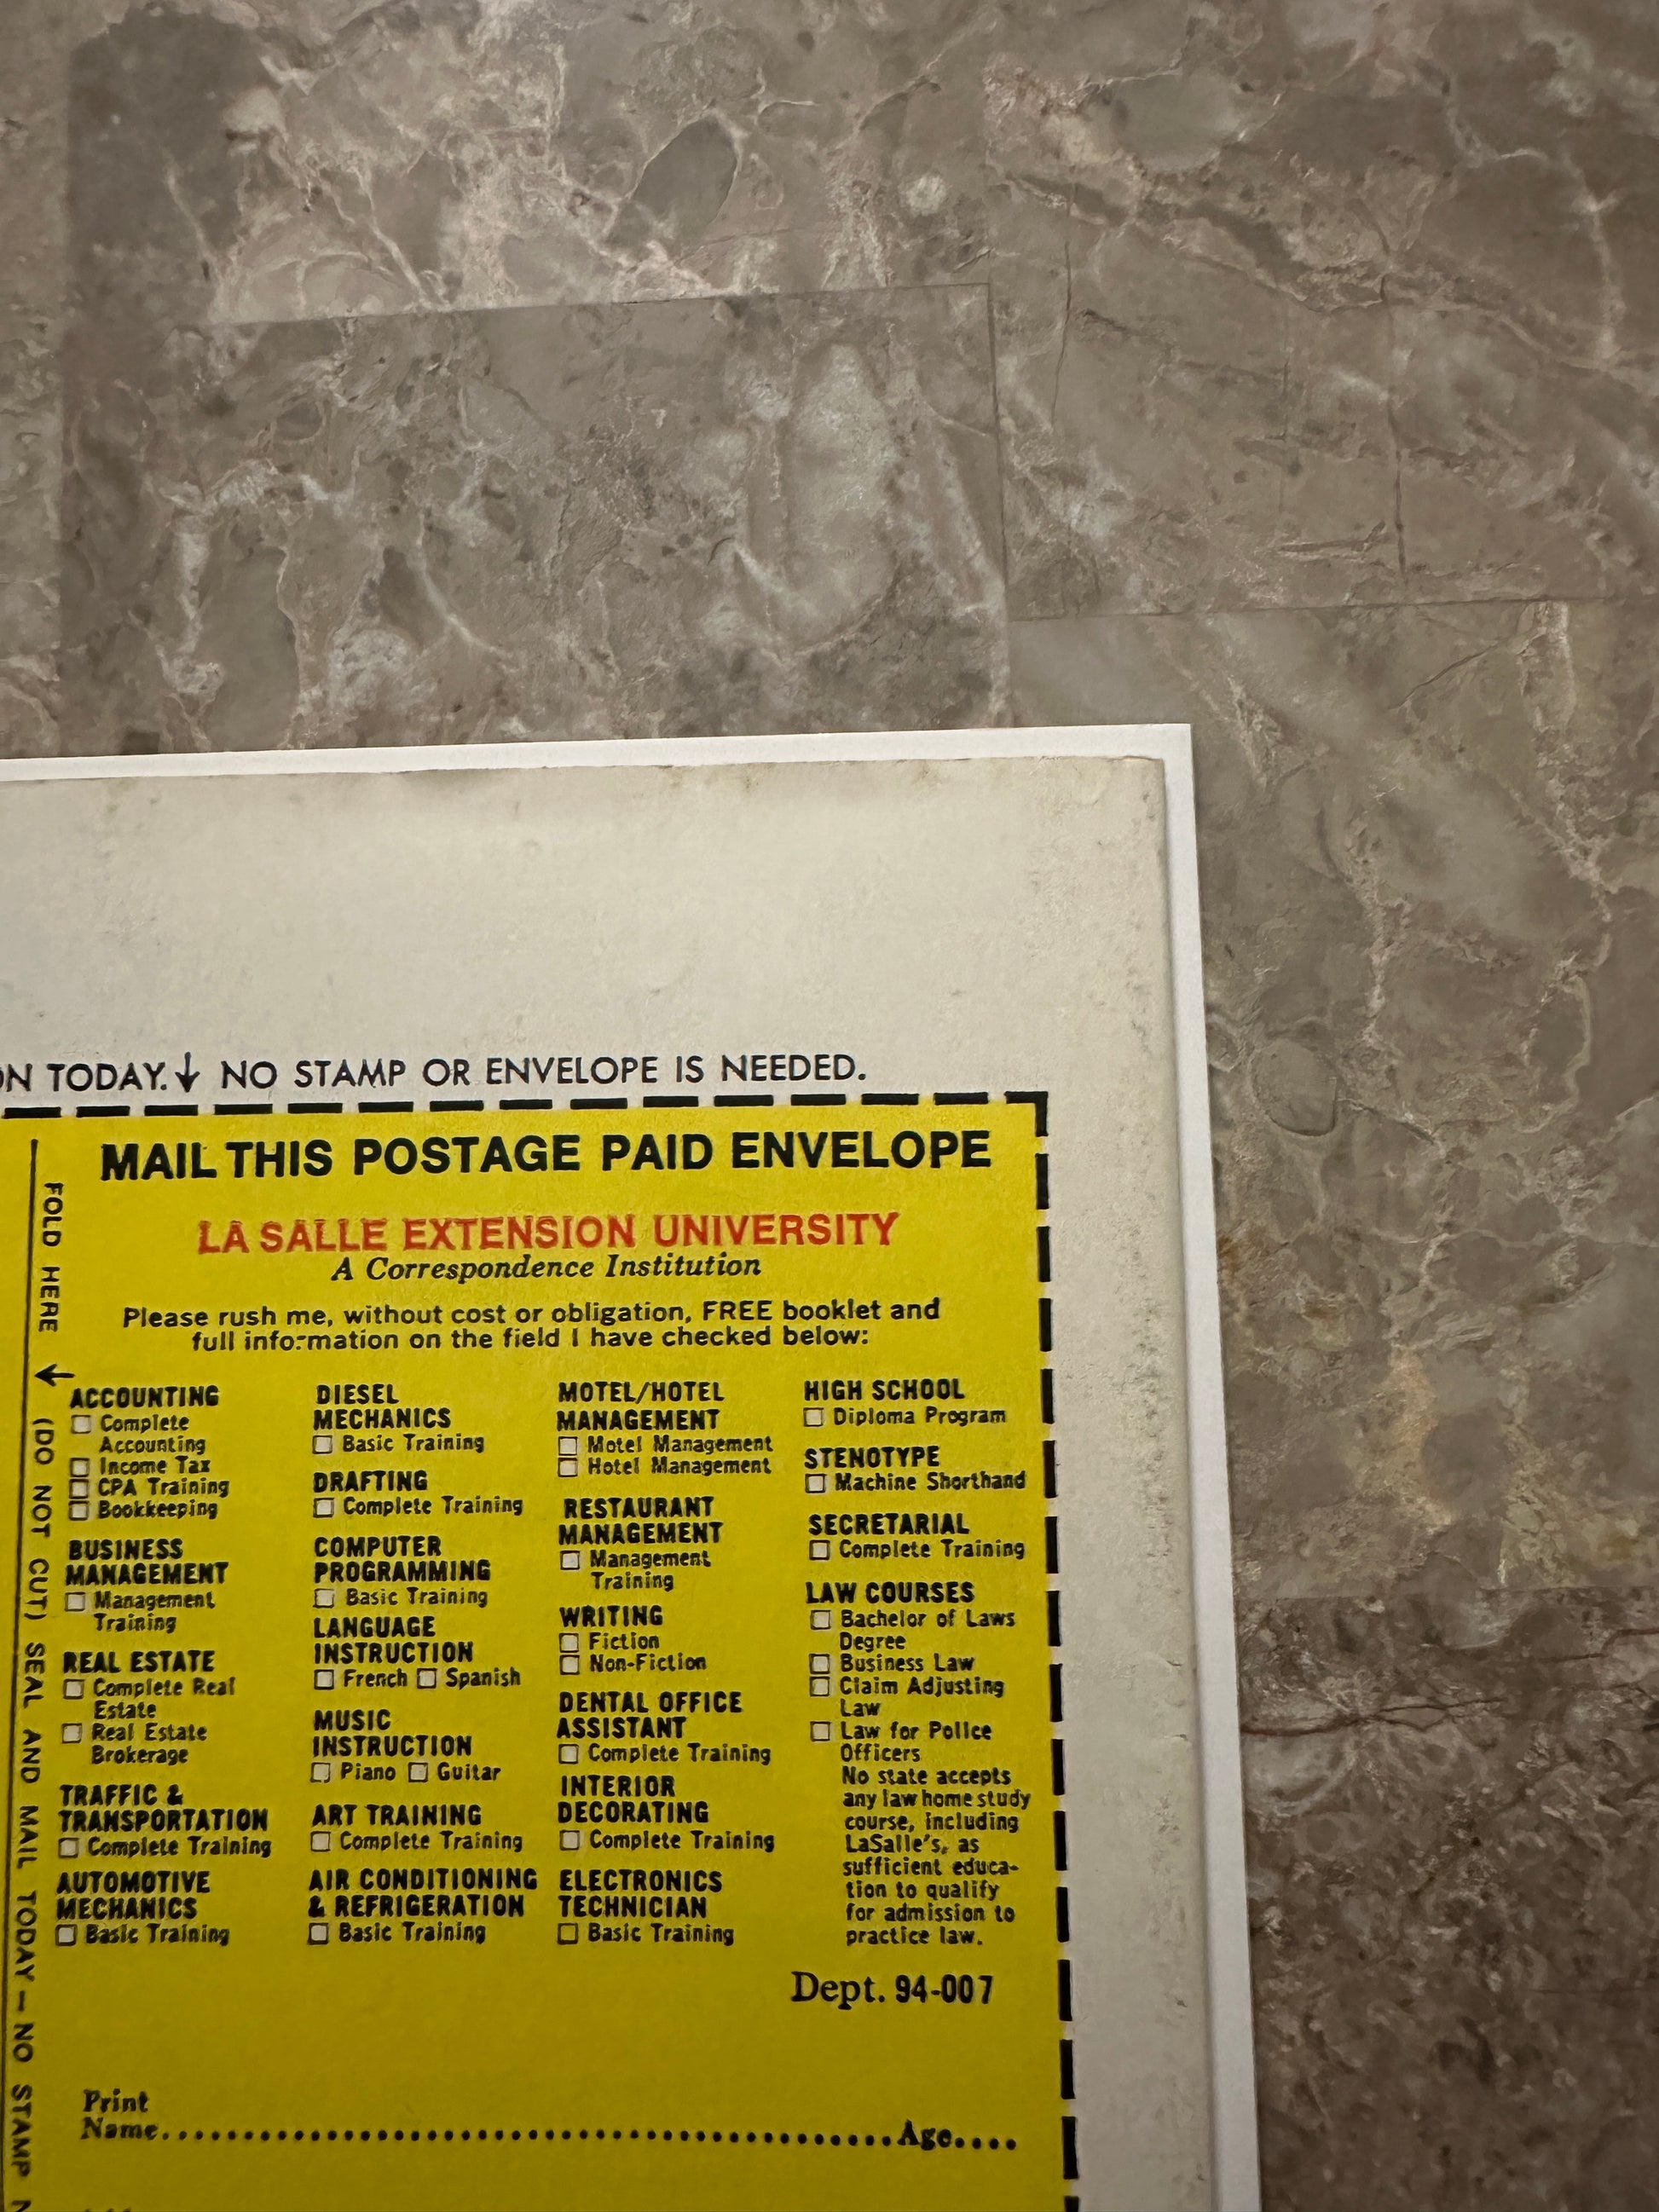 TODAY.↓ NO STAMP OR ENVELOPE IS NEEDED.
MAIL THIS POSTAGE PAID ENVELOPE
LA SALLE EXTENSION UNIVERSITY
A Correspondence Institution
Please rush me, without cost or obligation, FREE booklet and
full information on the field I have checked below:
FOLD HERE ↓ (DO NOT CUT) SEAL AND MAIL TODAY – NO STAMP
ACCOUNTING
☐ Complete
Accounting
☐ Income Tax
☐ CPA Training
☐ Bookkeeping
BUSINESS
MANAGEMENT
☐ Management
Training
REAL ESTATE
☐ Complete Real
Estate
☐ Real Estate
Brokerage
TRAFFIC &
TRANSPORTATION
☐ Complete Training
AUTOMOTIVE
MECHANICS
☐ Basic Training
DIESEL
MECHANICS
☐ Basic Training
DRAFTING
☐ Complete Training
COMPUTER
PROGRAMMING
☐ Basic Training
LANGUAGE
INSTRUCTION
☐ French ☐ Spanish
MUSIC
INSTRUCTION
☐ Piano ☐ Guitar
ART TRAINING
☐ Complete Training
AIR CONDITIONING
& REFRIGERATION
☐ Basic Training
MOTEL/HOTEL
MANAGEMENT
☐ Motel Management
☐ Hotel Management
RESTAURANT
MANAGEMENT
☐ Management
Training
WRITING
☐ Fiction
☐ Non-Fiction
DENTAL OFFICE
ASSISTANT
☐ Complete Training
INTERIOR
DECORATING
☐ Complete Training
ELECTRONICS
TECHNICIAN
☐ Basic Training
HIGH SCHOOL
☐ Diploma Program
STENOTYPE
☐ Machine Shorthand
SECRETARIAL
☐ Complete Training
LAW COURSES
☐ Bachelor of Laws
Degree
☐ Business Law
☐ Claim Adjusting
Law
☐ Law for Police
Officers
No state accepts
any law home study
course, including
LaSalle's, as
sufficient educa-
tion to qualify
for admission to
practice law.
Dept. 94-007
Print
Name.......................................................Age....